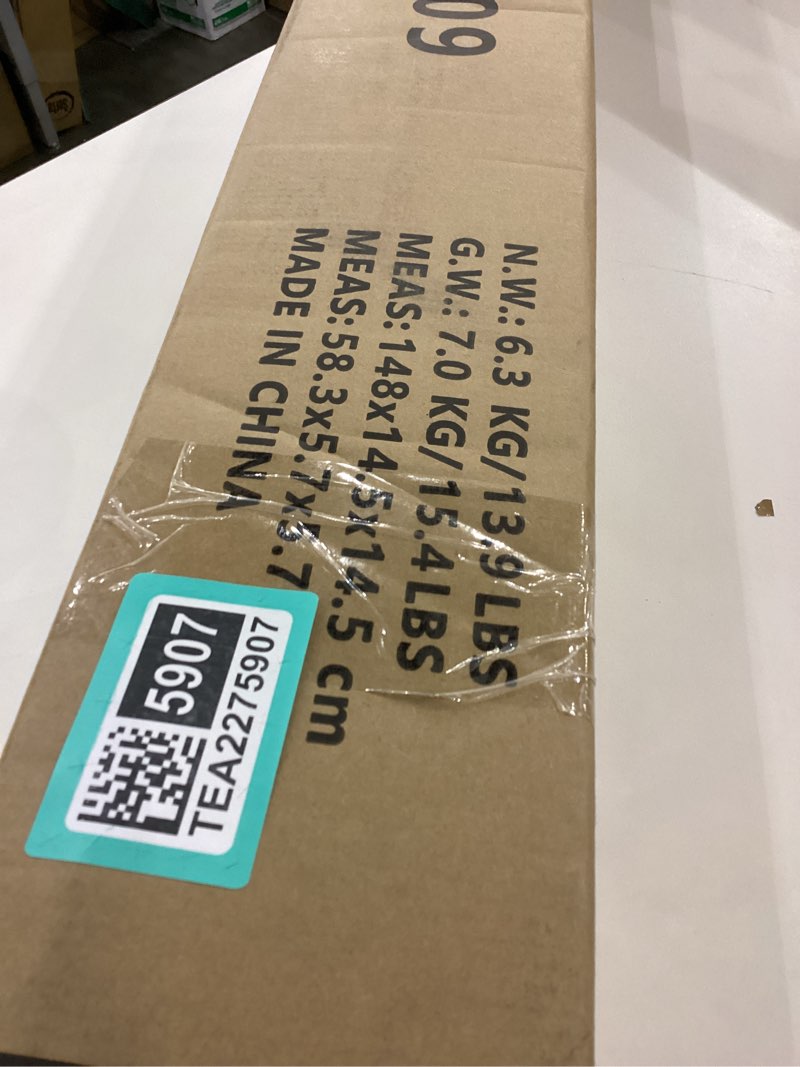 09
N.W.: 6.3 KG/13.9 LBS
G.W.: 7.0 KG/15.4 LBS
MEAS:148x14.5x14.5 cm
MEAS:58.3x5.7x5.7
MADE IN CHINA
5907
TEA2275907